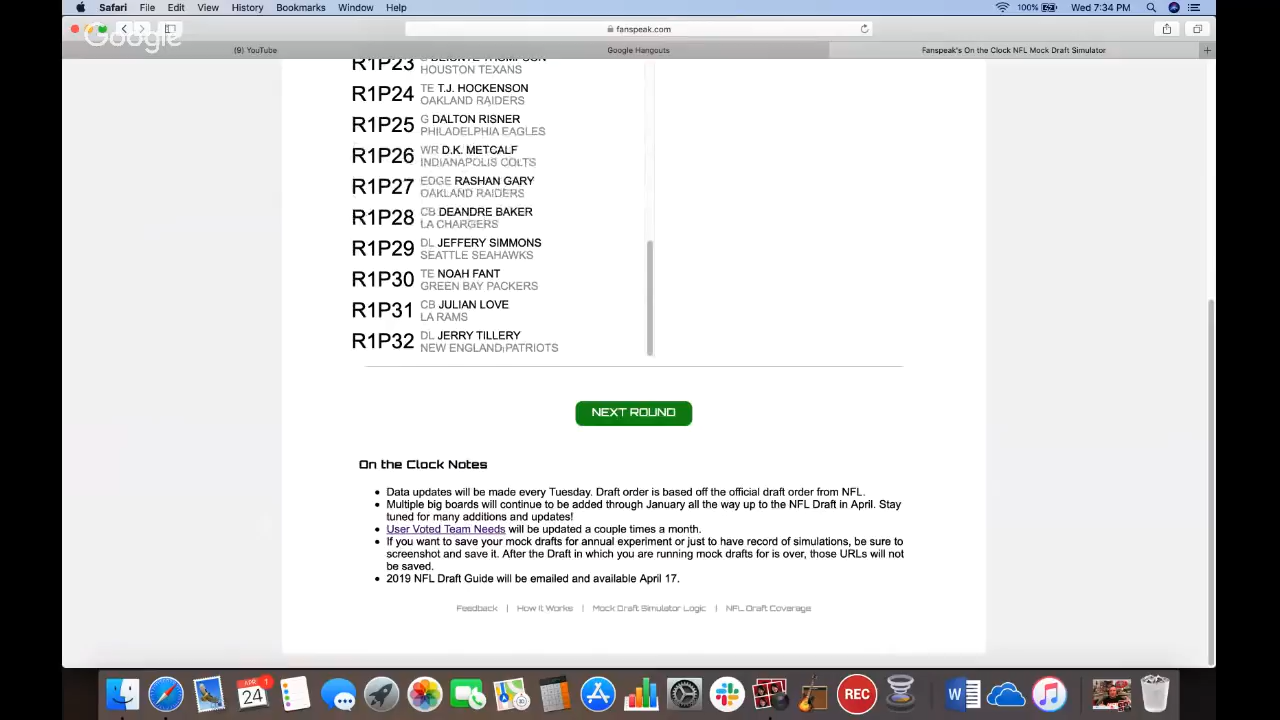 Safari File Edit View History Bookmarks Window Help 100% Wed 7:34 PM
Google
fanspeak.com
(9) YouTube Google Hangouts Fanspeak's On the Clock NFL Mock Draft Simulator
R1P23
HOUSTON TEXANS
R1P24 TE T.J. HOCKENSON
OAKLAND RAIDERS
R1P25 G DALTON RISNER
PHILADELPHIA EAGLES
R1P26 WR D.K. METCALF
INDIANAPOLIS COLTS
R1P27 EDGE RASHAN GARY
OAKLAND RAIDERS
R1P28 CB DEANDRE BAKER
LA CHARGERS
R1P29 DL JEFFERY SIMMONS
SEATTLE SEAHAWKS
R1P30 TE NOAH FANT
GREEN BAY PACKERS
R1P31 CB JULIAN LOVE
LA RAMS
R1P32 DL JERRY TILLERY
NEW ENGLAND PATRIOTS
NEXT ROUND
On the Clock Notes
Data updates will be made every Tuesday. Draft order is based off the official draft order from NFL.
Multiple big boards will continue to be added through January all the way up to the NFL Draft in April. Stay
tuned for many additions and updates!
User Voted Team Needs will be updated a couple times a month.
If you want to save your mock drafts for annual experiment or just to have record of simulations, be sure to
screenshot and save it. After the Draft in which you are running mock drafts for is over, those URLs will not
be saved.
2019 NFL Draft Guide will be emailed and available April 17.
Feedback | How It Works | Mock Draft Simulator Logic | NFL Draft Coverage
APR 1
24 REC W